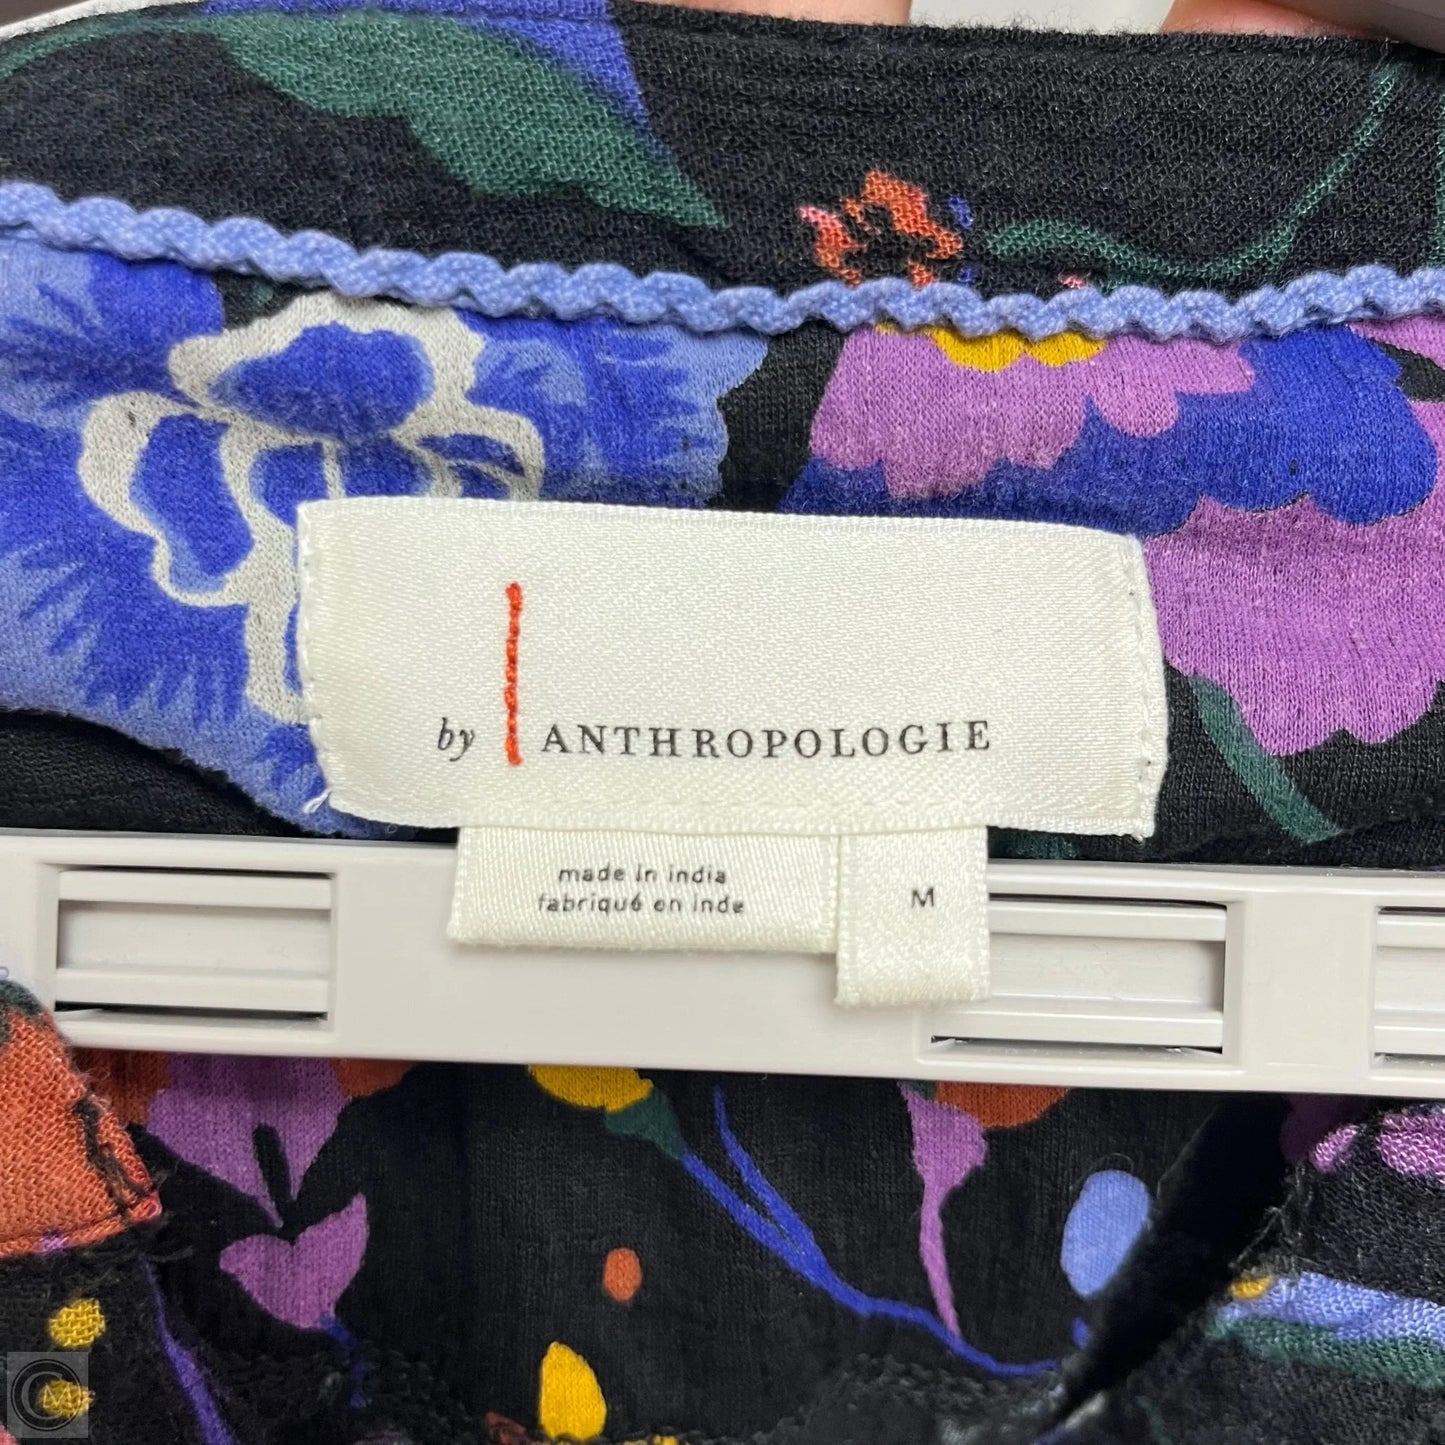 by ANTHROPOLOGIE
made in india
fabriqué en inde
M